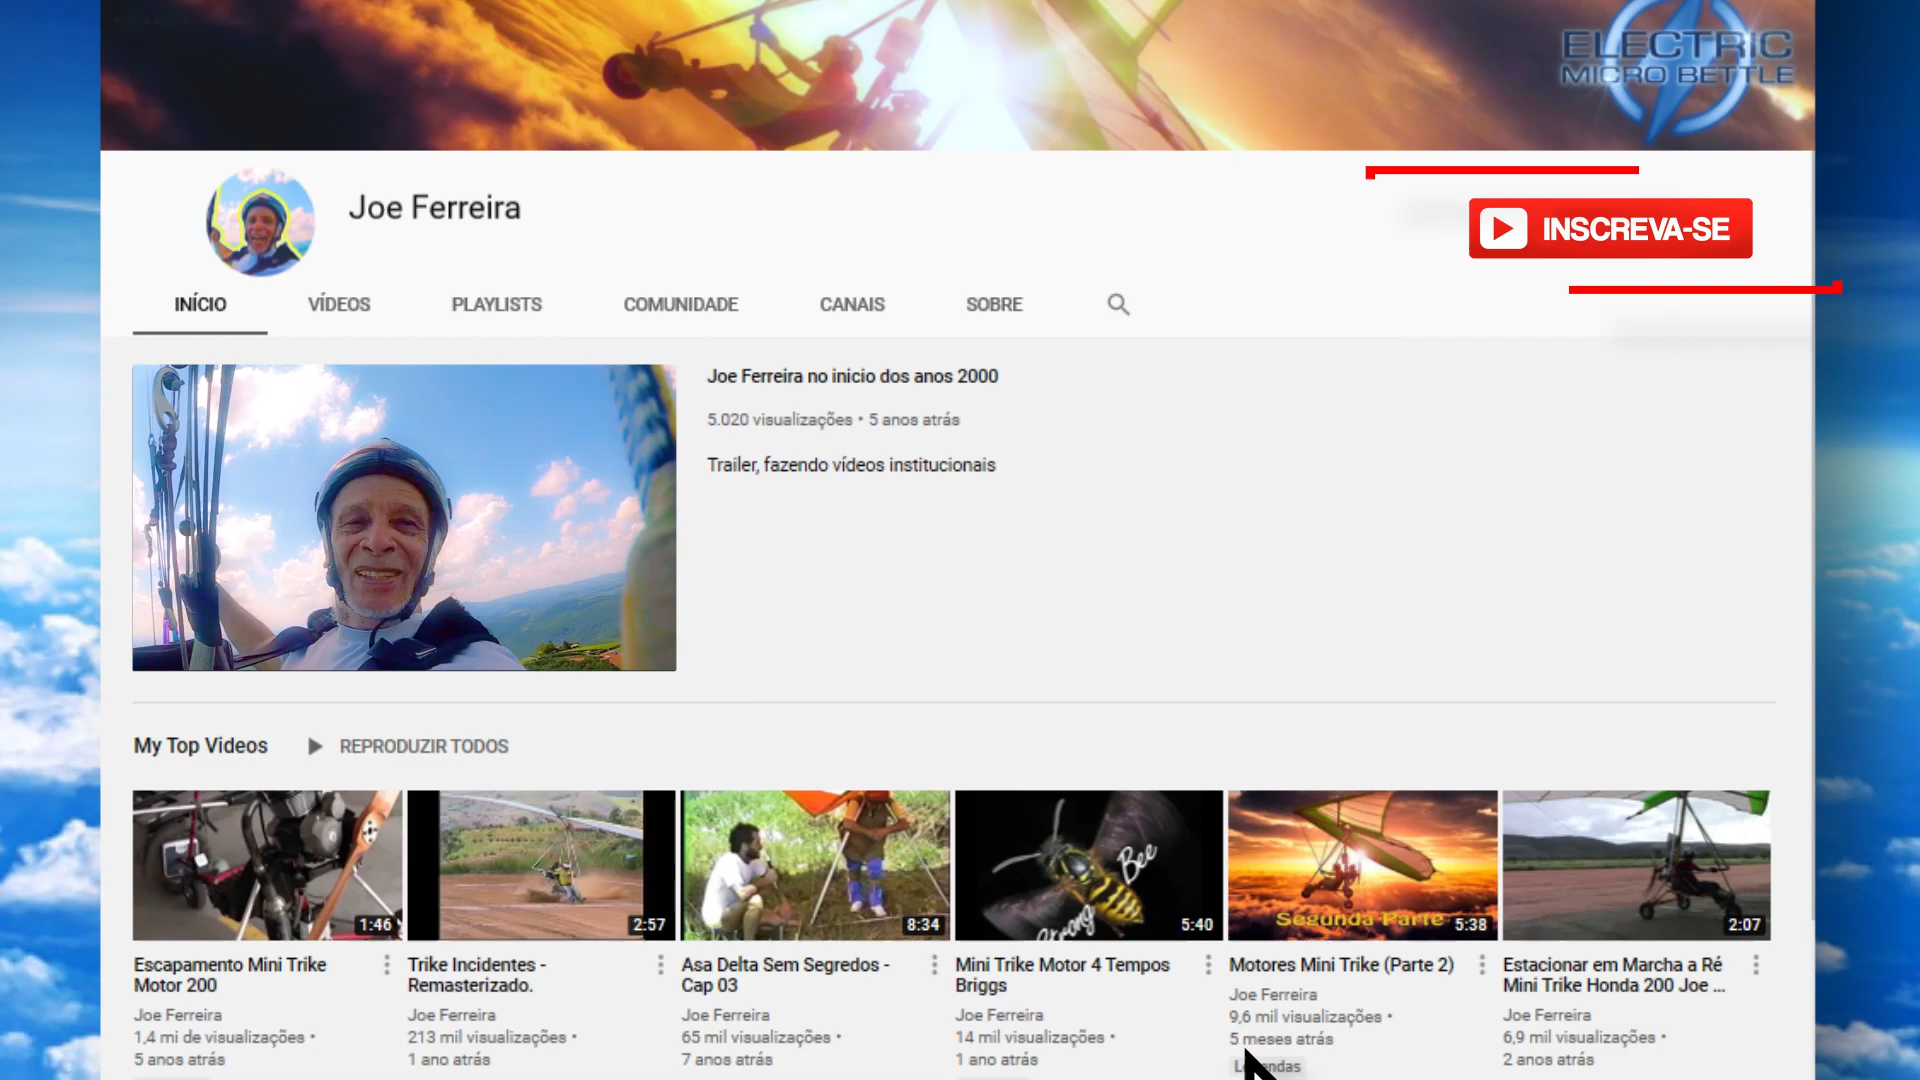 ELECTRIC
MICRO BETTLE
Joe Ferreira
INSCREVA-SE
INÍCIO VÍDEOS PLAYLISTS COMUNIDADE CANAIS SOBRE
Joe Ferreira no inicio dos anos 2000
5.020 visualizações • 5 anos atrás
Trailer, fazendo vídeos institucionais
My Top Videos REPRODUZIR TODOS
1:46
2:57
8:34
Bee
Strong
5:40
Segunda Parte
5:38
2:07
Escapamento Mini Trike
Motor 200
Joe Ferreira
1,4 mi de visualizações •
5 anos atrás
Trike Incidentes -
Remasterizado.
Joe Ferreira
213 mil visualizações •
1 ano atrás
Asa Delta Sem Segredos -
Cap 03
Joe Ferreira
65 mil visualizações •
7 anos atrás
Mini Trike Motor 4 Tempos
Briggs
Joe Ferreira
14 mil visualizações •
1 ano atrás
Motores Mini Trike (Parte 2)
Joe Ferreira
9,6 mil visualizações •
5 meses atrás
Legendas
Estacionar em Marcha a Ré
Mini Trike Honda 200 Joe ...
Joe Ferreira
6,9 mil visualizações •
2 anos atrás